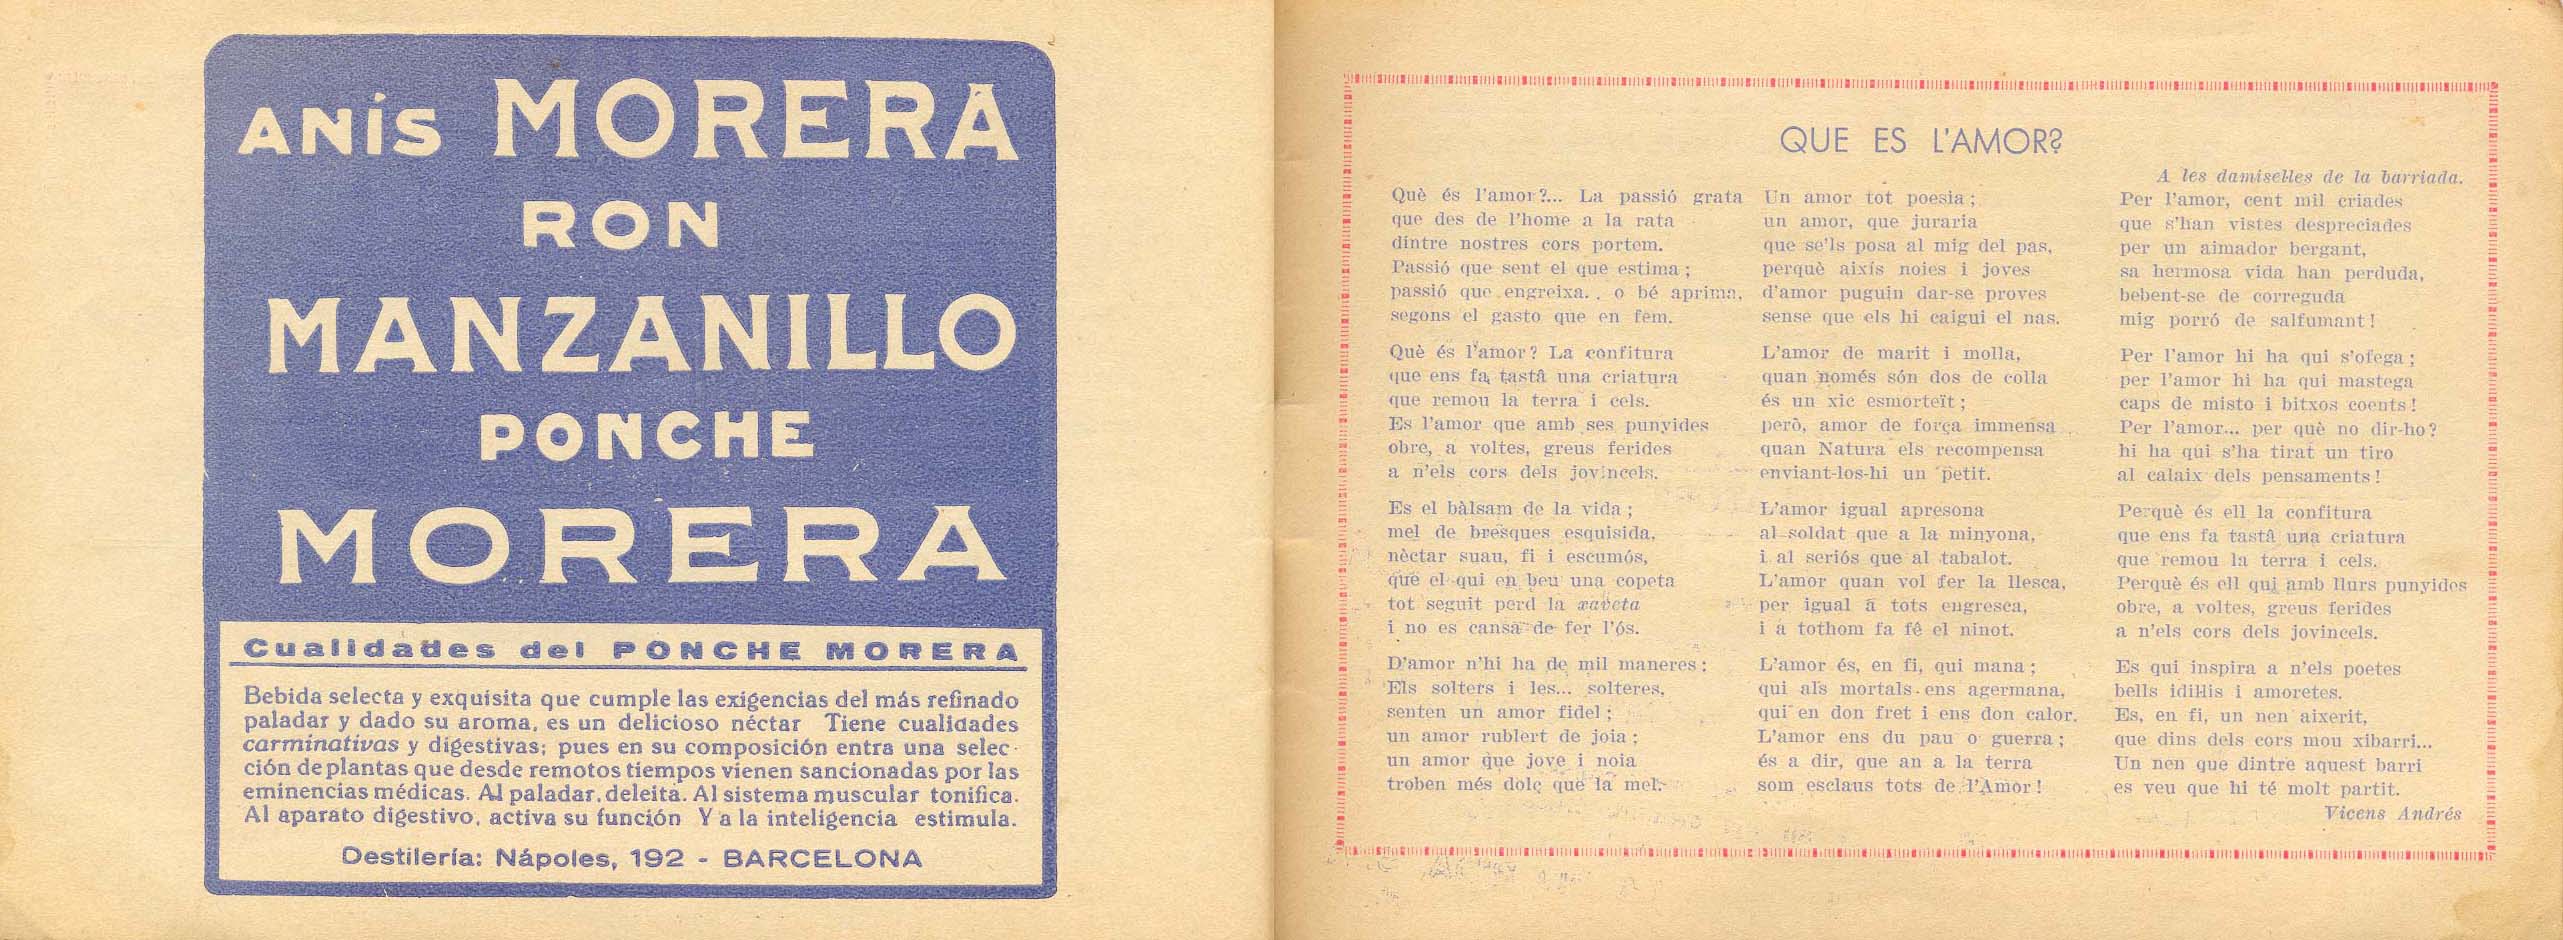 ANÍS MORERA
RON
MANZANILLO
PONCHE
MORERA
Cualidades del PONCHE MORERA
Bebida selecta y exquisita que cumple las exigencias del más refinado
paladar y dado su aroma, es un delicioso néctar Tiene cualidades
carminativas y digestivas; pues en su composición entra una selec-
ción de plantas que desde remotos tiempos vienen sancionadas por las
eminencias médicas. Al paladar, deleita. Al sistema muscular tonifica.
Al aparato digestivo, activa su función Y a la inteligencia estimula.
Destilería: Nápoles, 192 - BARCELONA
QUE ES L'AMOR?
A les damisel·les de la barriada.
Què és l'amor?... La passió grata
que des de l'home a la rata
dintre nostres cors portem.
Passió que sent el que estima;
passió que engreixa.. o bé aprima,
segons el gasto que en fem.
Què és l'amor? La confitura
que ens fa tastâ una criatura
que remou la terra i cels.
Es l'amor que amb ses punyides
obre, a voltes, greus ferides
a n'els cors dels jovincels.
Es el bàlsam de la vida;
mel de bresques esquisida,
nèctar suau, fi i escumós,
que el qui en beu una copeta
tot seguit perd la xaveta
i no es cansa de fer l'ós.
D'amor n'hi ha de mil maneres;
Els solters i les... solteres,
senten un amor fidel;
un amor rublert de joia;
un amor que jove i noia
troben més dolç que la mel.
Un amor tot poesia;
un amor, que juraria
que se'ls posa al mig del pas,
perquè aixís noies i joves
d'amor puguin dar-se proves
sense que els hi caigui el nas.
L'amor de marit i molla,
quan només són dos de colla
és un xic esmorteït;
però, amor de força immensa
quan Natura els recompensa
enviant-los-hi un petit.
L'amor igual apresona
al soldat que a la minyona,
i al seriós que al tabalot.
L'amor quan vol fer la llesca,
per igual a tots engresca,
i a tothom fa fê el ninot.
L'amor és, en fi, qui mana;
qui als mortals ens agermana,
qui en don fret i ens don calor.
L'amor ens du pau o guerra;
és a dir, que an a la terra
som esclaus tots de l'Amor!
Per l'amor, cent mil criades
que s'han vistes despreciades
per un aimador bergant,
sa hermosa vida han perduda,
bebent-se de correguda
mig porró de salfumant!
Per l'amor hi ha qui s'ofega;
per l'amor hi ha qui mastega
caps de misto i bitxos coents!
Per l'amor... per què no dir-ho?
hi ha qui s'ha tirat un tiro
al calaix dels pensaments!
Perquè és ell la confitura
que ens fa tastâ una criatura
que remou la terra i cels.
Perquè és ell qui amb llurs punyides
obre, a voltes, greus ferides
a n'els cors dels jovincels.
Es qui inspira a n'els poetes
bells idil·lis i amoretes.
Es, en fi, un nen aixerit,
que dins dels cors mou xibarri...
Un nen que dintre aquest barri
es veu que hi té molt partit.
Vicens Andrés